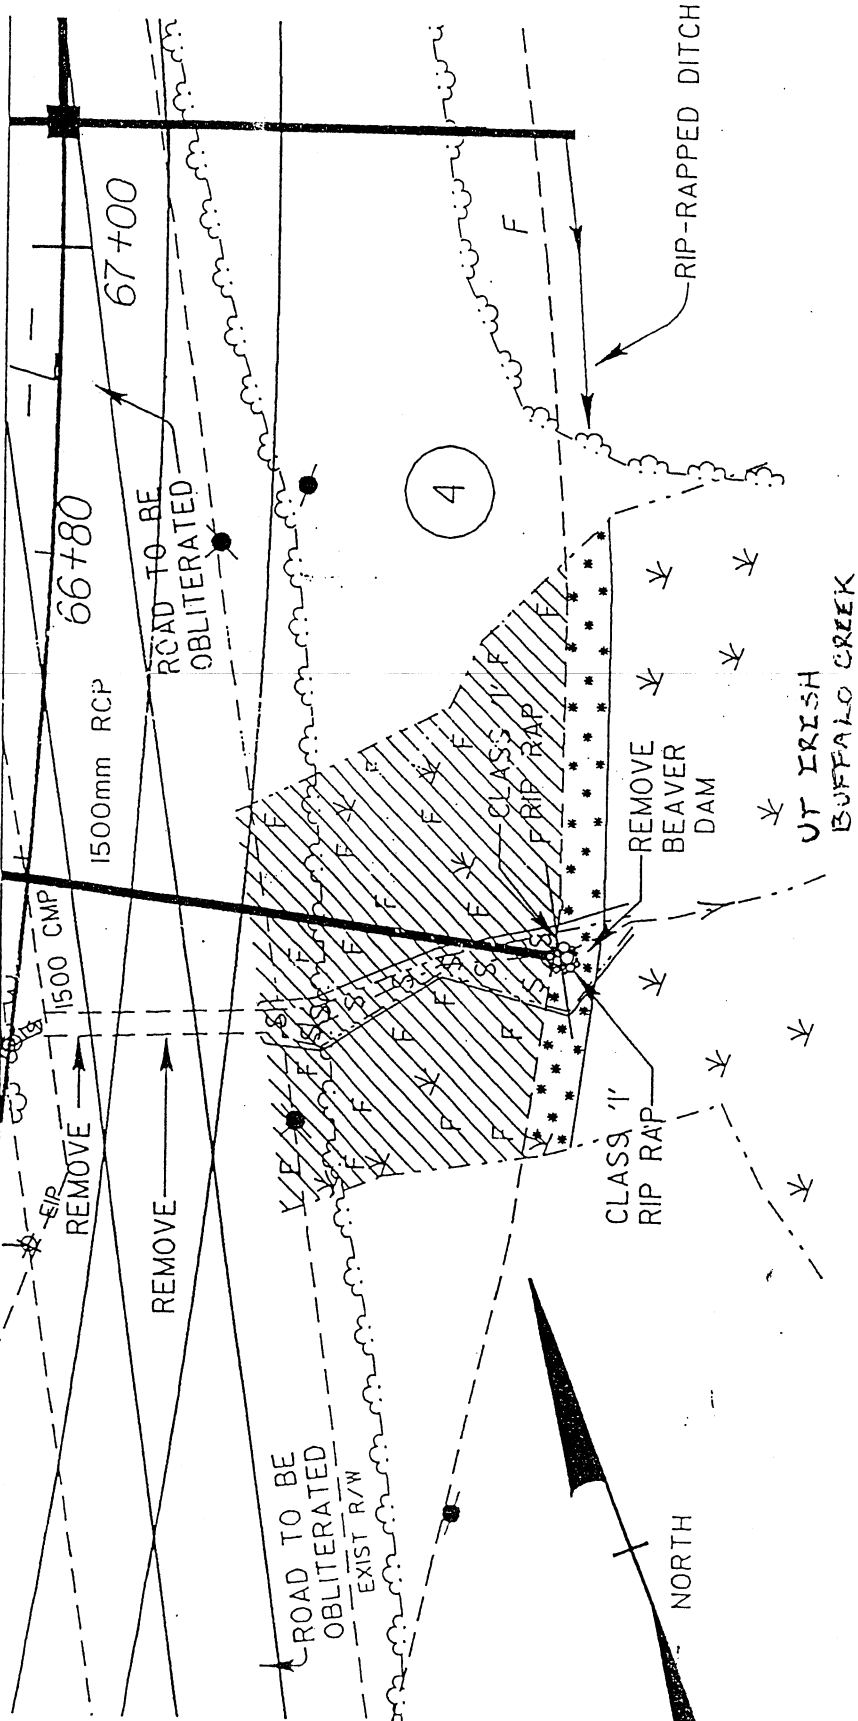 RIP-RAPPED DITCH
F
67+00
-L-
ROAD TO BE
OBLITERATED
66+80
4
1500mm RCP
CLASS 'I'
RIP RAP
REMOVE
BEAVER
DAM
UT IRISH
BUFFALO CREEK
1500 CMP
REMOVE
EIP
REMOVE
CLASS 'I'
RIP RAP
ROAD TO BE
OBLITERATED
EXIST R/W
NORTH